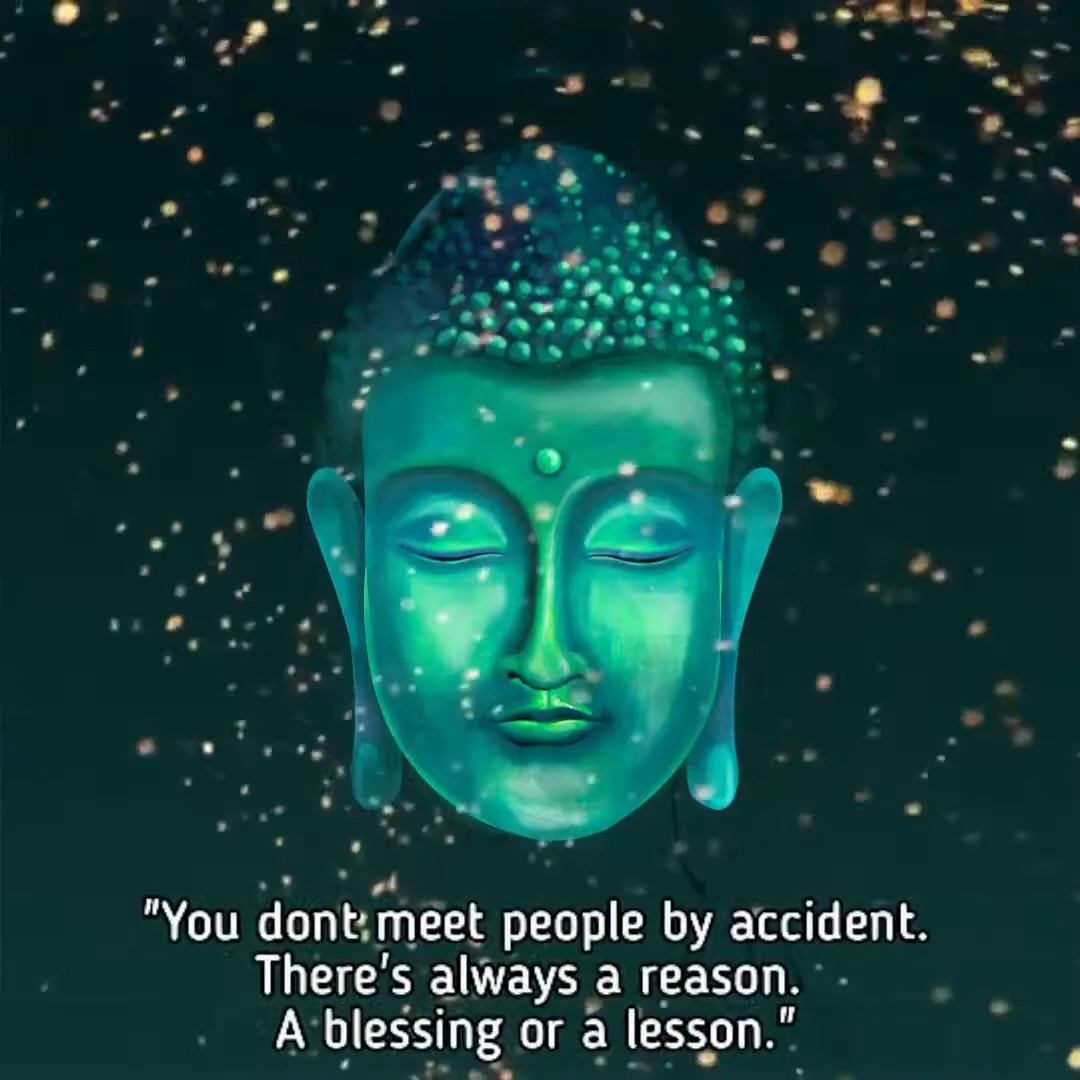 "You dont meet people by accident.
There's always a reason.
A blessing or a lesson."